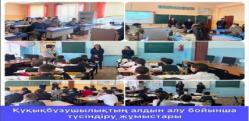 Құқықбұзушылықтың алдын алу бойынша
түсіндіру жұмыстары